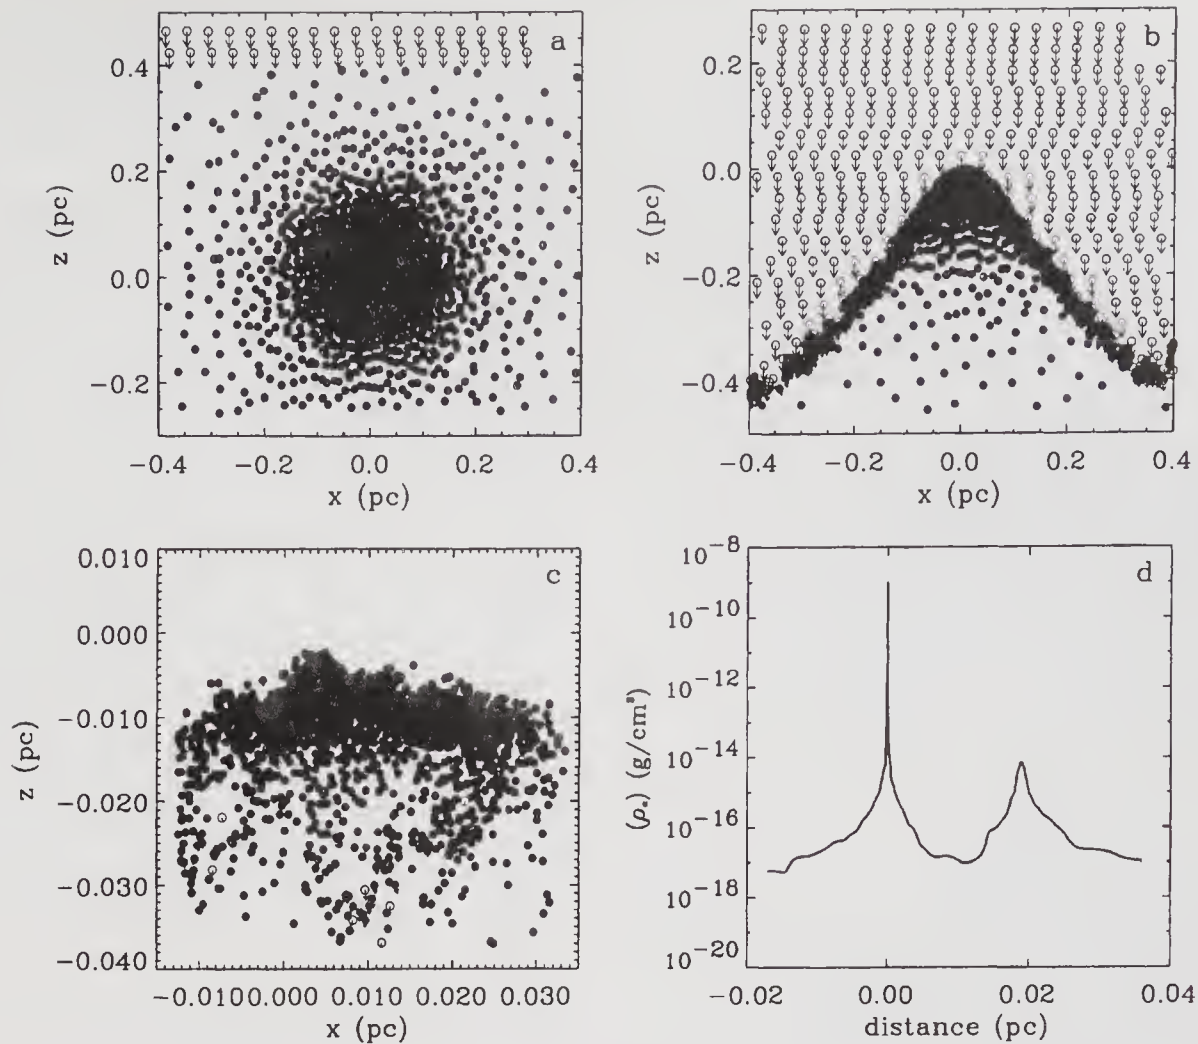 a
0.4
0.2
0.0
−0.2
z (pc)
−0.4 −0.2 0.0 0.2 0.4
x (pc)
b
0.2
0.0
−0.2
−0.4
z (pc)
−0.4 −0.2 0.0 0.2 0.4
x (pc)
c
0.010
0.000
−0.010
−0.020
−0.030
−0.040
z (pc)
−0.010 0.000 0.010 0.020 0.030
x (pc)
d
10⁻⁸
10⁻¹⁰
10⁻¹²
10⁻¹⁴
10⁻¹⁶
10⁻¹⁸
10⁻²⁰
(g/cm³)
−0.02 0.00 0.02 0.04
distance (pc)